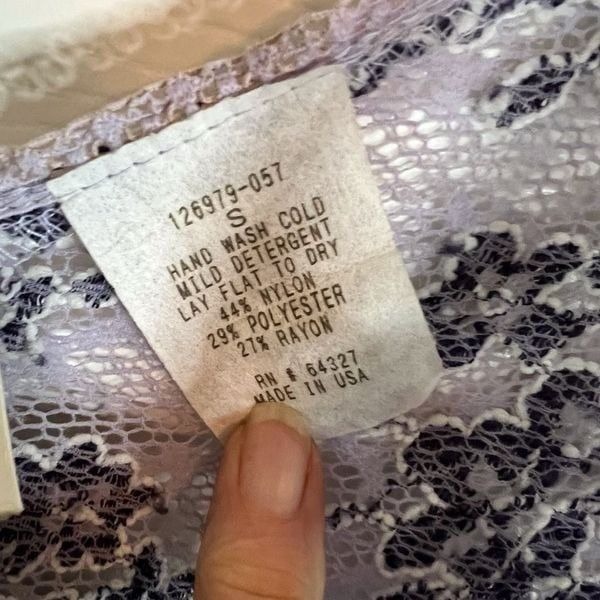 126979-057
S
HAND WASH COLD
MILD DETERGENT
LAY FLAT TO DRY
44% NYLON
29% POLYESTER
27% RAYON
RN # 64327
MADE IN USA